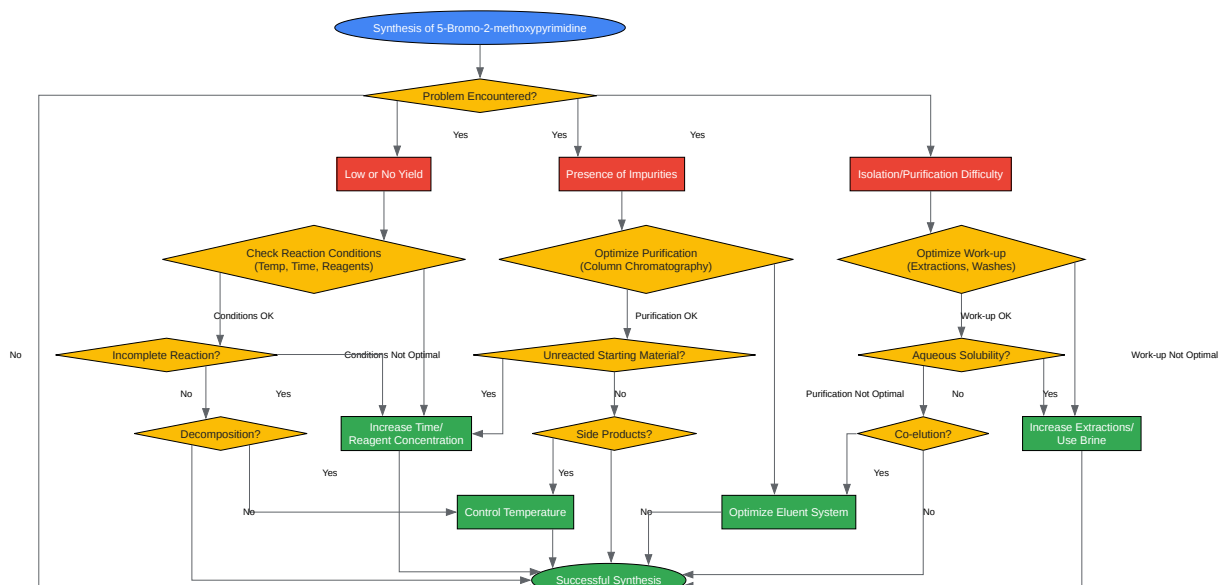 Synthesis of 5-Bromo-2-methoxypyrimidine
Problem Encountered?
Yes
Yes
Yes
Low or No Yield
Presence of Impurities
Isolation/Purification Difficulty
Check Reaction Conditions
(Temp, Time, Reagents)
Optimize Purification
(Column Chromatography)
Optimize Work-up
(Extractions, Washes)
Conditions OK
Purification OK
Work-up OK
No
Incomplete Reaction?
Conditions Not Optimal
Unreacted Starting Material?
Aqueous Solubility?
Work-up Not Optimal
No
Yes
Yes
No
Purification Not Optimal
No
Yes
Decomposition?
Increase Time/
Reagent Concentration
Side Products?
Co-elution?
Increase Extractions/
Use Brine
Yes
Yes
Yes
No
Control Temperature
No
Optimize Eluent System
No
Successful Synthesis